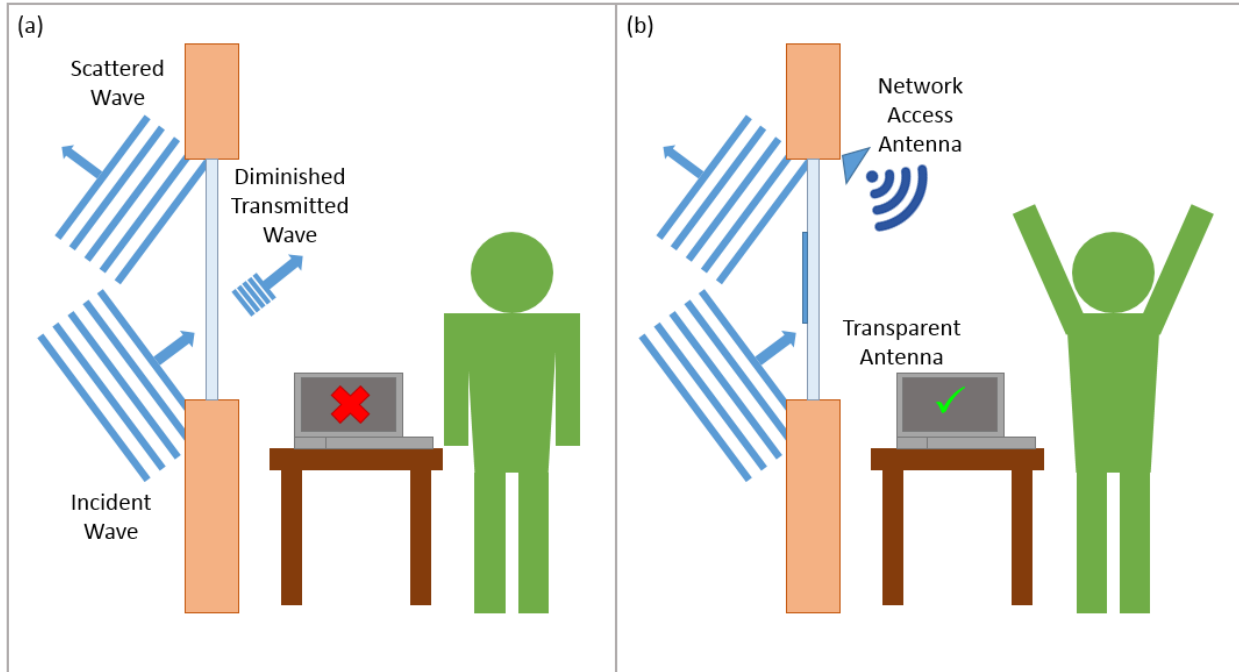 (a)
Scattered
Wave
Diminished
Transmitted
Wave
Incident
Wave
(b)
Network
Access
Antenna
Transparent
Antenna